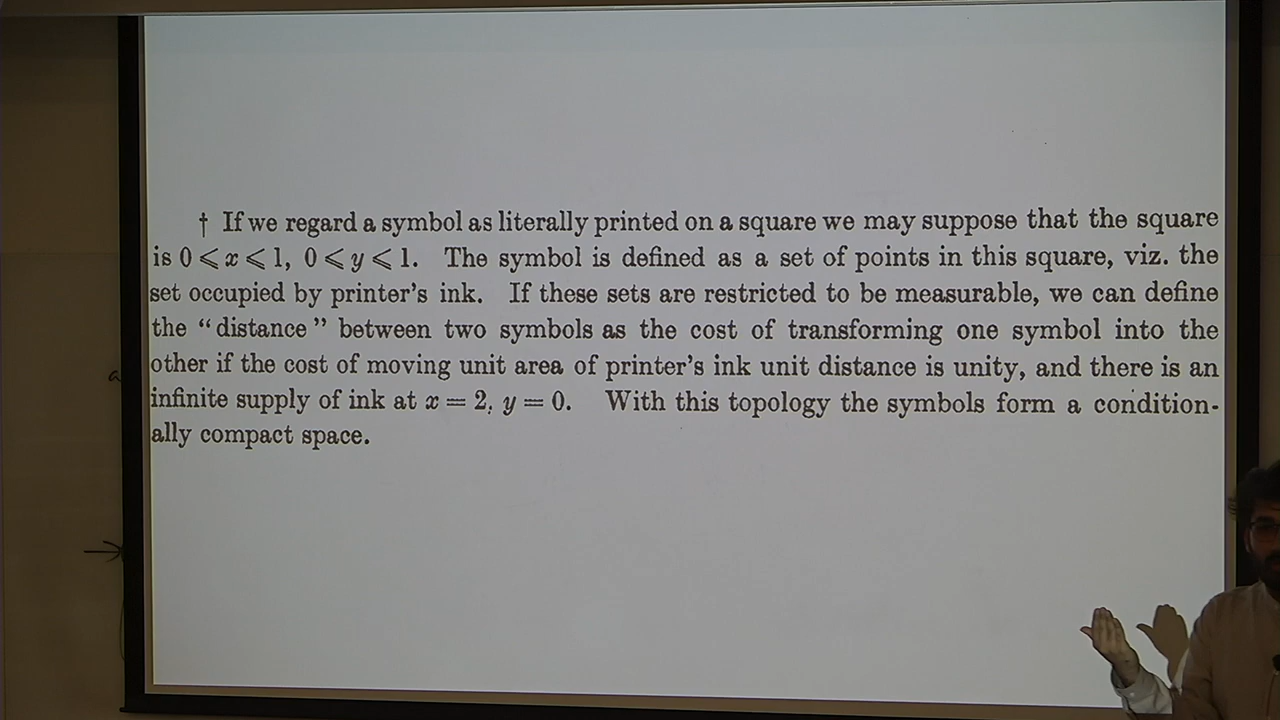 † If we regard a symbol as literally printed on a square we may suppose that the square
is 0 ⩽ x ⩽ 1, 0 ⩽ y ⩽ 1. The symbol is defined as a set of points in this square, viz. the
set occupied by printer's ink. If these sets are restricted to be measurable, we can define
the “distance” between two symbols as the cost of transforming one symbol into the
other if the cost of moving unit area of printer's ink unit distance is unity, and there is an
infinite supply of ink at x = 2, y = 0. With this topology the symbols form a condition-
ally compact space.